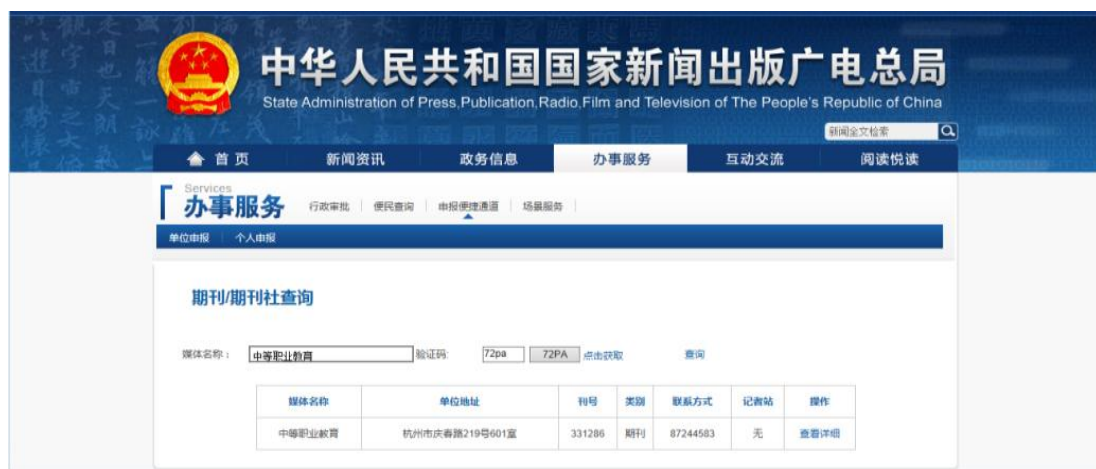 中华人民共和国国家新闻出版广电总局
State Administration of Press,Publication,Radio,Film and Television of The People's Republic of China
新闻全文检索
首页 新闻资讯 政务信息 办事服务 互动交流 阅读悦读
Services
办事服务 行政审批 便民查询 申报便捷通道 场景服务
单位申报 个人申报
期刊/期刊社查询
媒体名称: 中等职业教育 验证码: 72pa 72PA 点击获取 查询
媒体名称 单位地址 刊号 类别 联系方式 记者站 操作
中等职业教育 杭州市庆春路219号601室 331286 期刊 87244583 无 查看详细